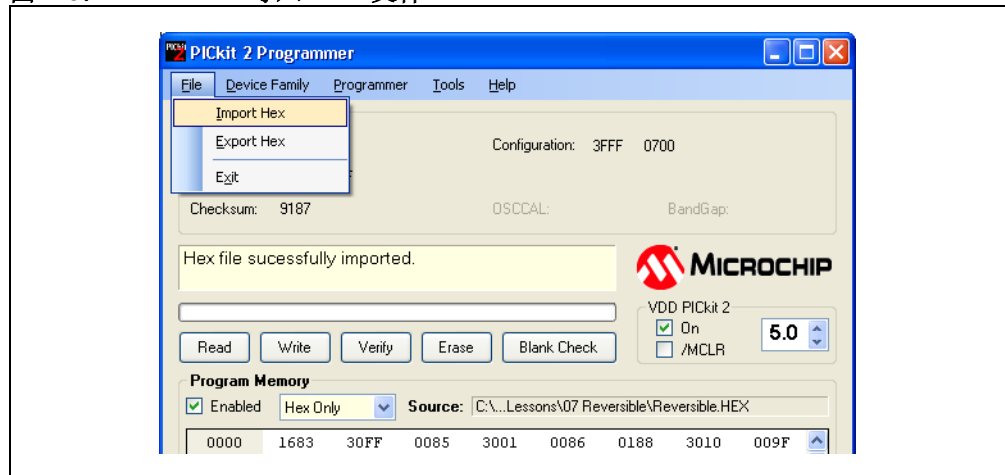 PICkit 2 Programmer
File Device Family Programmer Tools Help
Import Hex
Export Hex
Exit
Configuration: 3FFF 0700
Checksum: 9187 OSCCAL: BandGap:
Hex file sucessfully imported.
MICROCHIP
VDD PICkit 2
On
/MCLR
5.0
Read Write Verify Erase Blank Check
Program Memory
Enabled Hex Only Source: C:\...Lessons\07 Reversible\Reversible.HEX
0000 1683 30FF 0085 3001 0086 0188 3010 009F